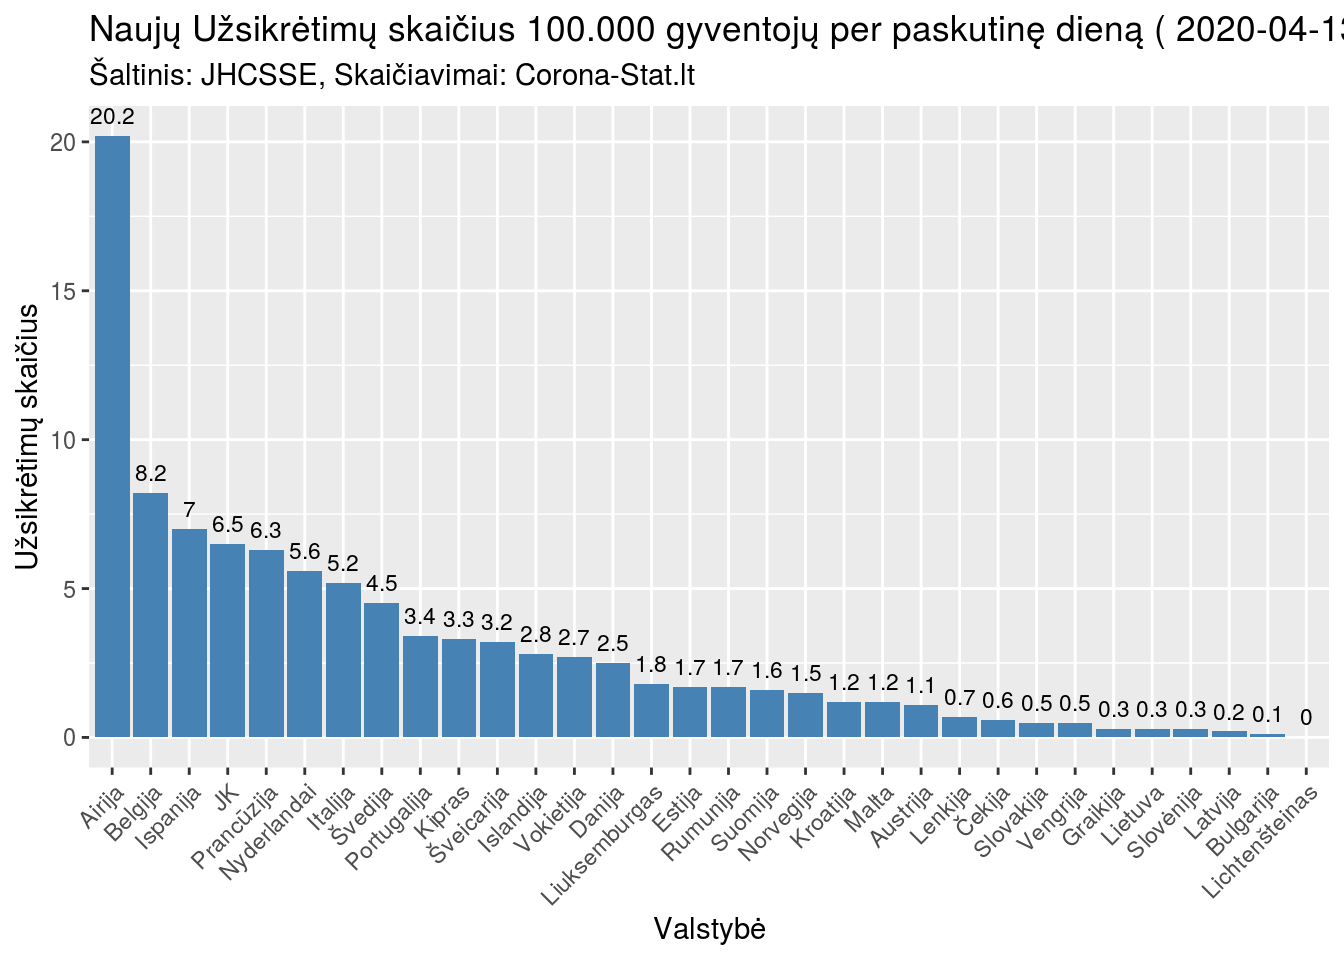 Naujų Užsikrėtimų skaičius 100.000 gyventojų per paskutinę dieną ( 2020-04-13
Šaltinis: JHCSSE, Skaičiavimai: Corona-Stat.lt
Užsikrėtimų skaičius
20
15
10
5
0
20.2
8.2
7
6.5
6.3
5.6
5.2
4.5
3.4
3.3
3.2
2.8
2.7
2.5
1.8
1.7
1.7
1.6
1.5
1.2
1.2
1.1
0.7
0.6
0.5
0.5
0.3
0.3
0.3
0.2
0.1
0
Airija
Belgija
Ispanija
JK
Prancūzija
Nyderlandai
Italija
Švedija
Portugalija
Kipras
Šveicarija
Islandija
Vokietija
Danija
Liuksemburgas
Estija
Rumunija
Suomija
Norvegija
Kroatija
Malta
Austrija
Lenkija
Čekija
Slovakija
Vengrija
Graikija
Lietuva
Slovėnija
Latvija
Bulgarija
Lichtenšteinas
Valstybė